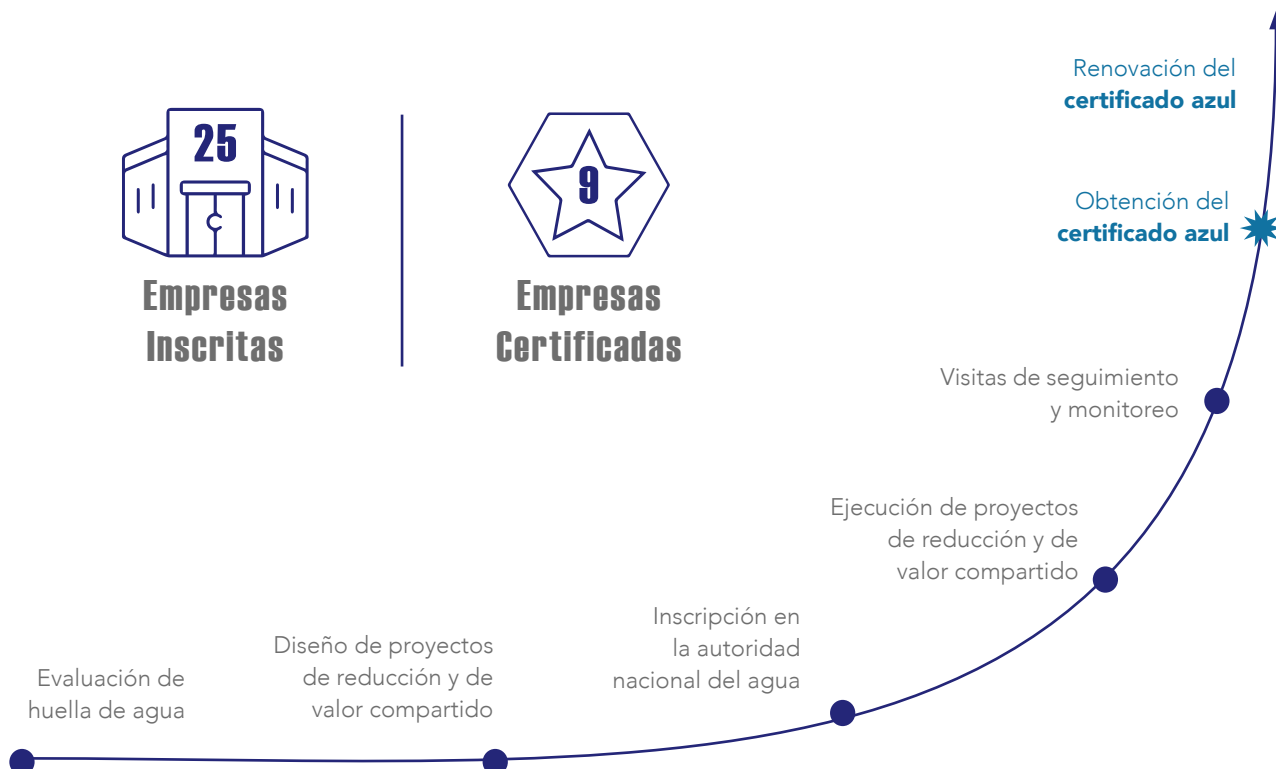 25
Empresas
Inscritas
9
Empresas
Certificadas
Renovación del
certificado azul
Obtención del
certificado azul
Visitas de seguimiento
y monitoreo
Ejecución de proyectos
de reducción y de
valor compartido
Inscripción en
la autoridad
nacional del agua
Diseño de proyectos
de reducción y de
valor compartido
Evaluación de
huella de agua